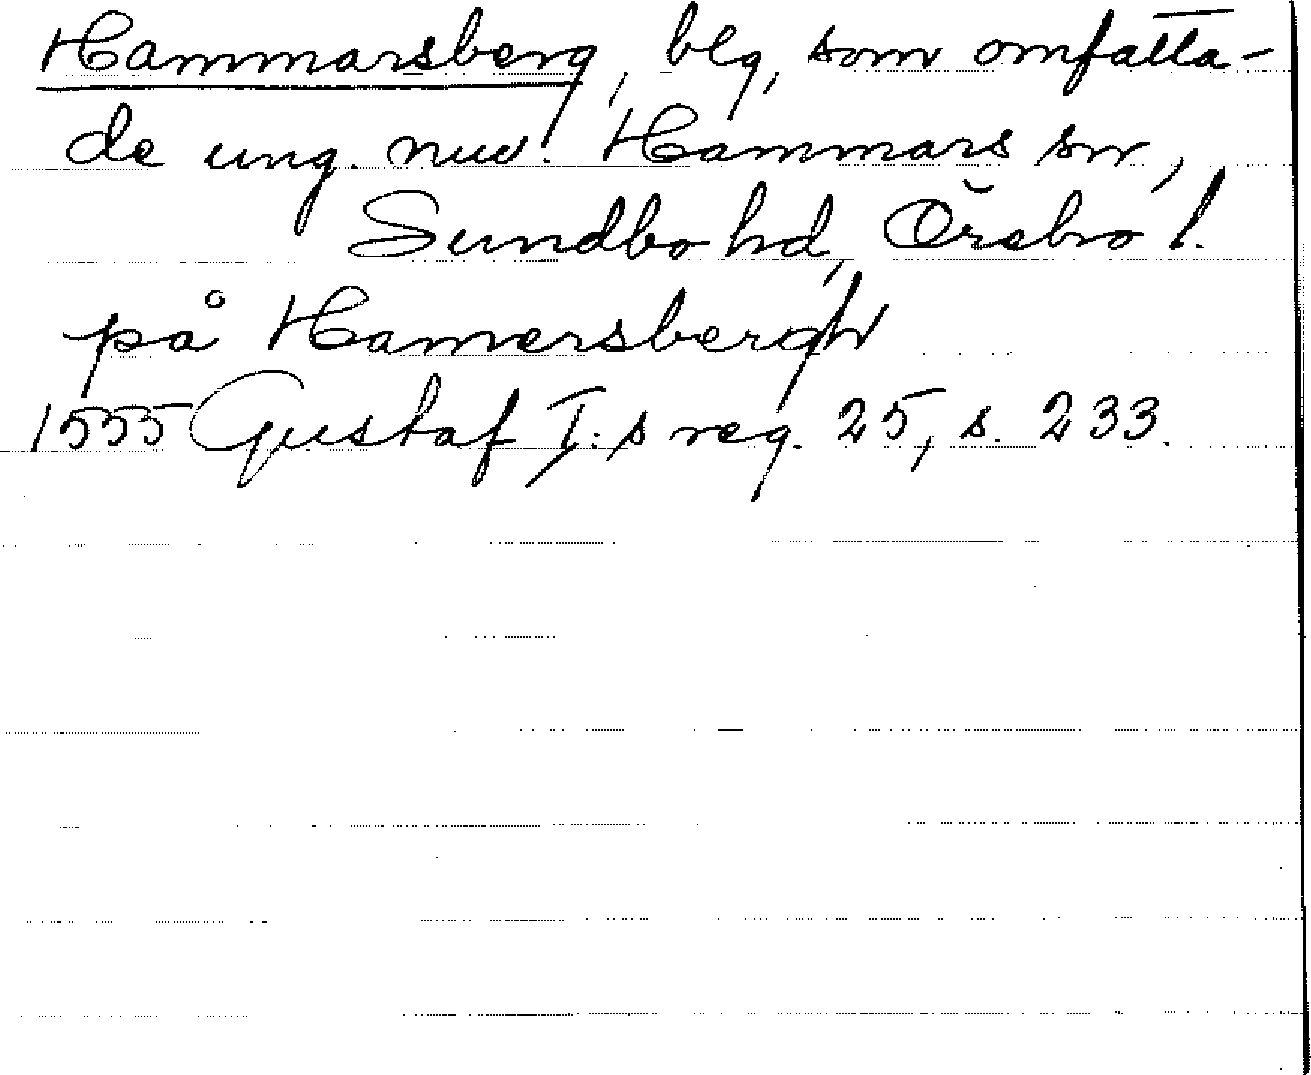 Hammarsberg, blg, som omfatta-
de ung. nuv. Hammars sn,
Sundbo hd, Örebro l.
på Hamersbergh
1555 Gustaf I:s reg. 25, s. 233.